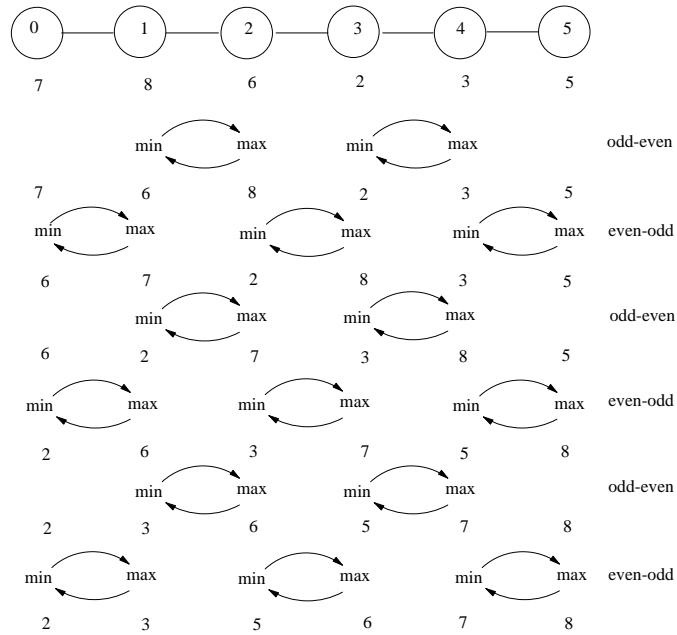 0 1 2 3 4 5
7 8 6 2 3 5
min max min max odd-even
7 6 8 2 3 5
min max min max min max even-odd
6 7 2 8 3 5
min max min max odd-even
6 2 7 3 8 5
min max min max min max even-odd
2 6 3 7 5 8
min max min max odd-even
2 3 6 5 7 8
min max min max min max even-odd
2 3 5 6 7 8